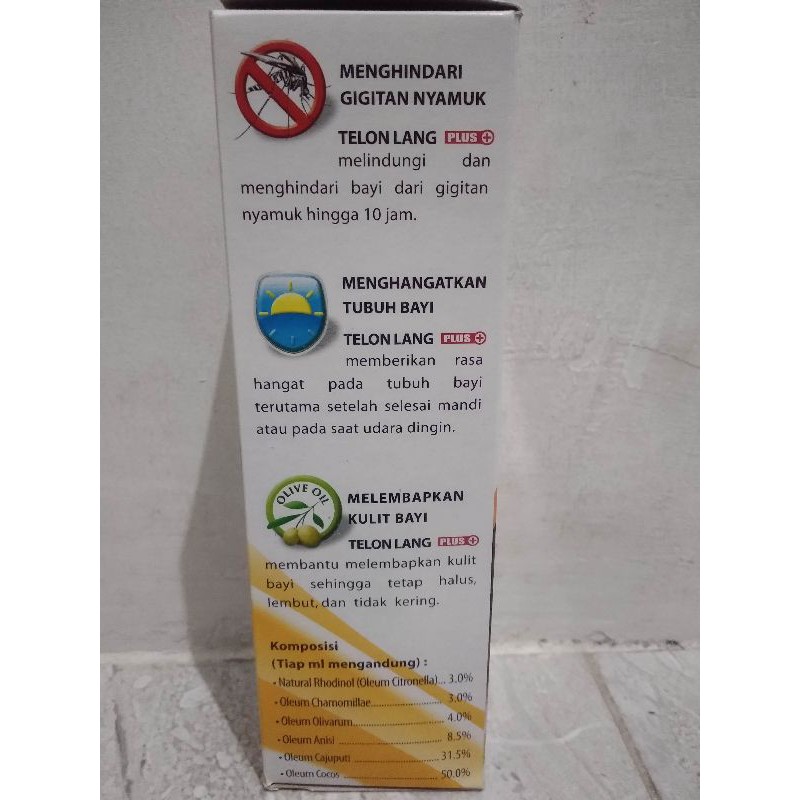 MENGHINDARI
GIGITAN NYAMUK
TELON LANG PLUS
melindungi dan
menghindari bayi dari gigitan
nyamuk hingga 10 jam.
MENGHANGATKAN
TUBUH BAYI
TELON LANG PLUS
memberikan rasa
hangat pada tubuh bayi
terutama setelah selesai mandi
atau pada saat udara dingin.
OLIVE OIL
MELEMBAPKAN
KULIT BAYI
TELON LANG PLUS
membantu melembapkan kulit
bayi sehingga tetap halus,
lembut, dan tidak kering.
Komposisi
(Tiap ml mengandung) :
• Natural Rhodinol (Oleum Citronella)... 3.0%
• Oleum Chamomillae ........ 3.0%
• Oleum Olivarum ........ 4.0%
• Oleum Anisi ........ 8.5%
• Oleum Cajuputi ........ 31.5%
• Oleum Cocos ........ 50.0%